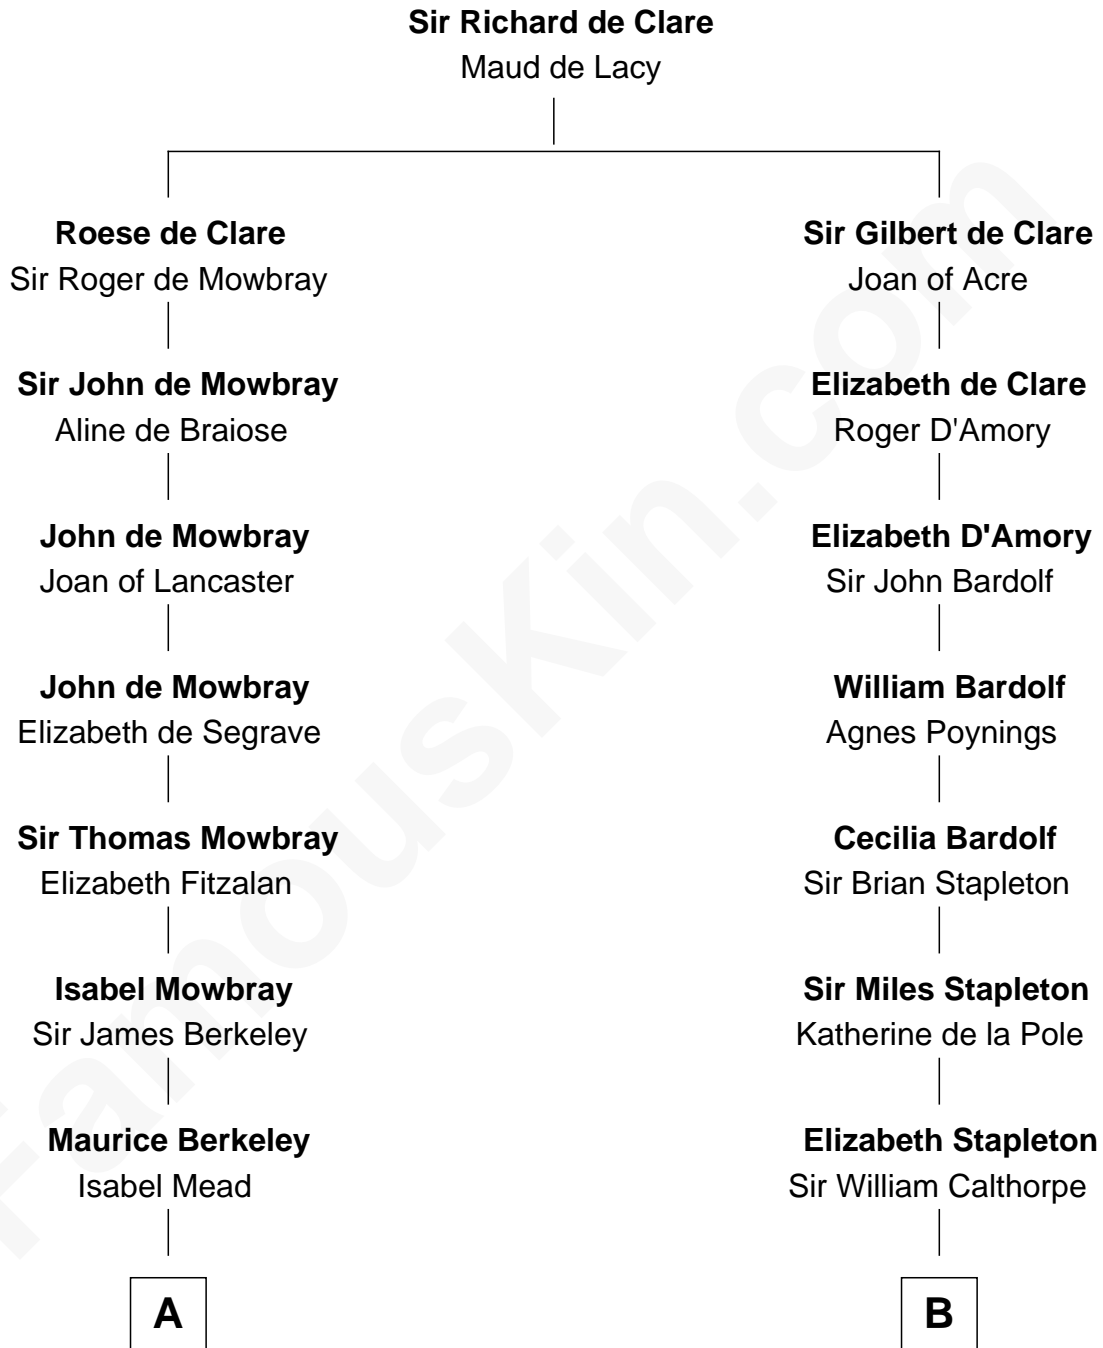 Sir Richard de Clare
Maud de Lacy
Roese de Clare
Sir Roger de Mowbray
Sir John de Mowbray
Aline de Braiose
John de Mowbray
Joan of Lancaster
John de Mowbray
Elizabeth de Segrave
Sir Thomas Mowbray
Elizabeth Fitzalan
Isabel Mowbray
Sir James Berkeley
Maurice Berkeley
Isabel Mead
A
Sir Gilbert de Clare
Joan of Acre
Elizabeth de Clare
Roger D'Amory
Elizabeth D'Amory
Sir John Bardolf
William Bardolf
Agnes Poynings
Cecilia Bardolf
Sir Brian Stapleton
Sir Miles Stapleton
Katherine de la Pole
Elizabeth Stapleton
Sir William Calthorpe
B
FamousKin.com